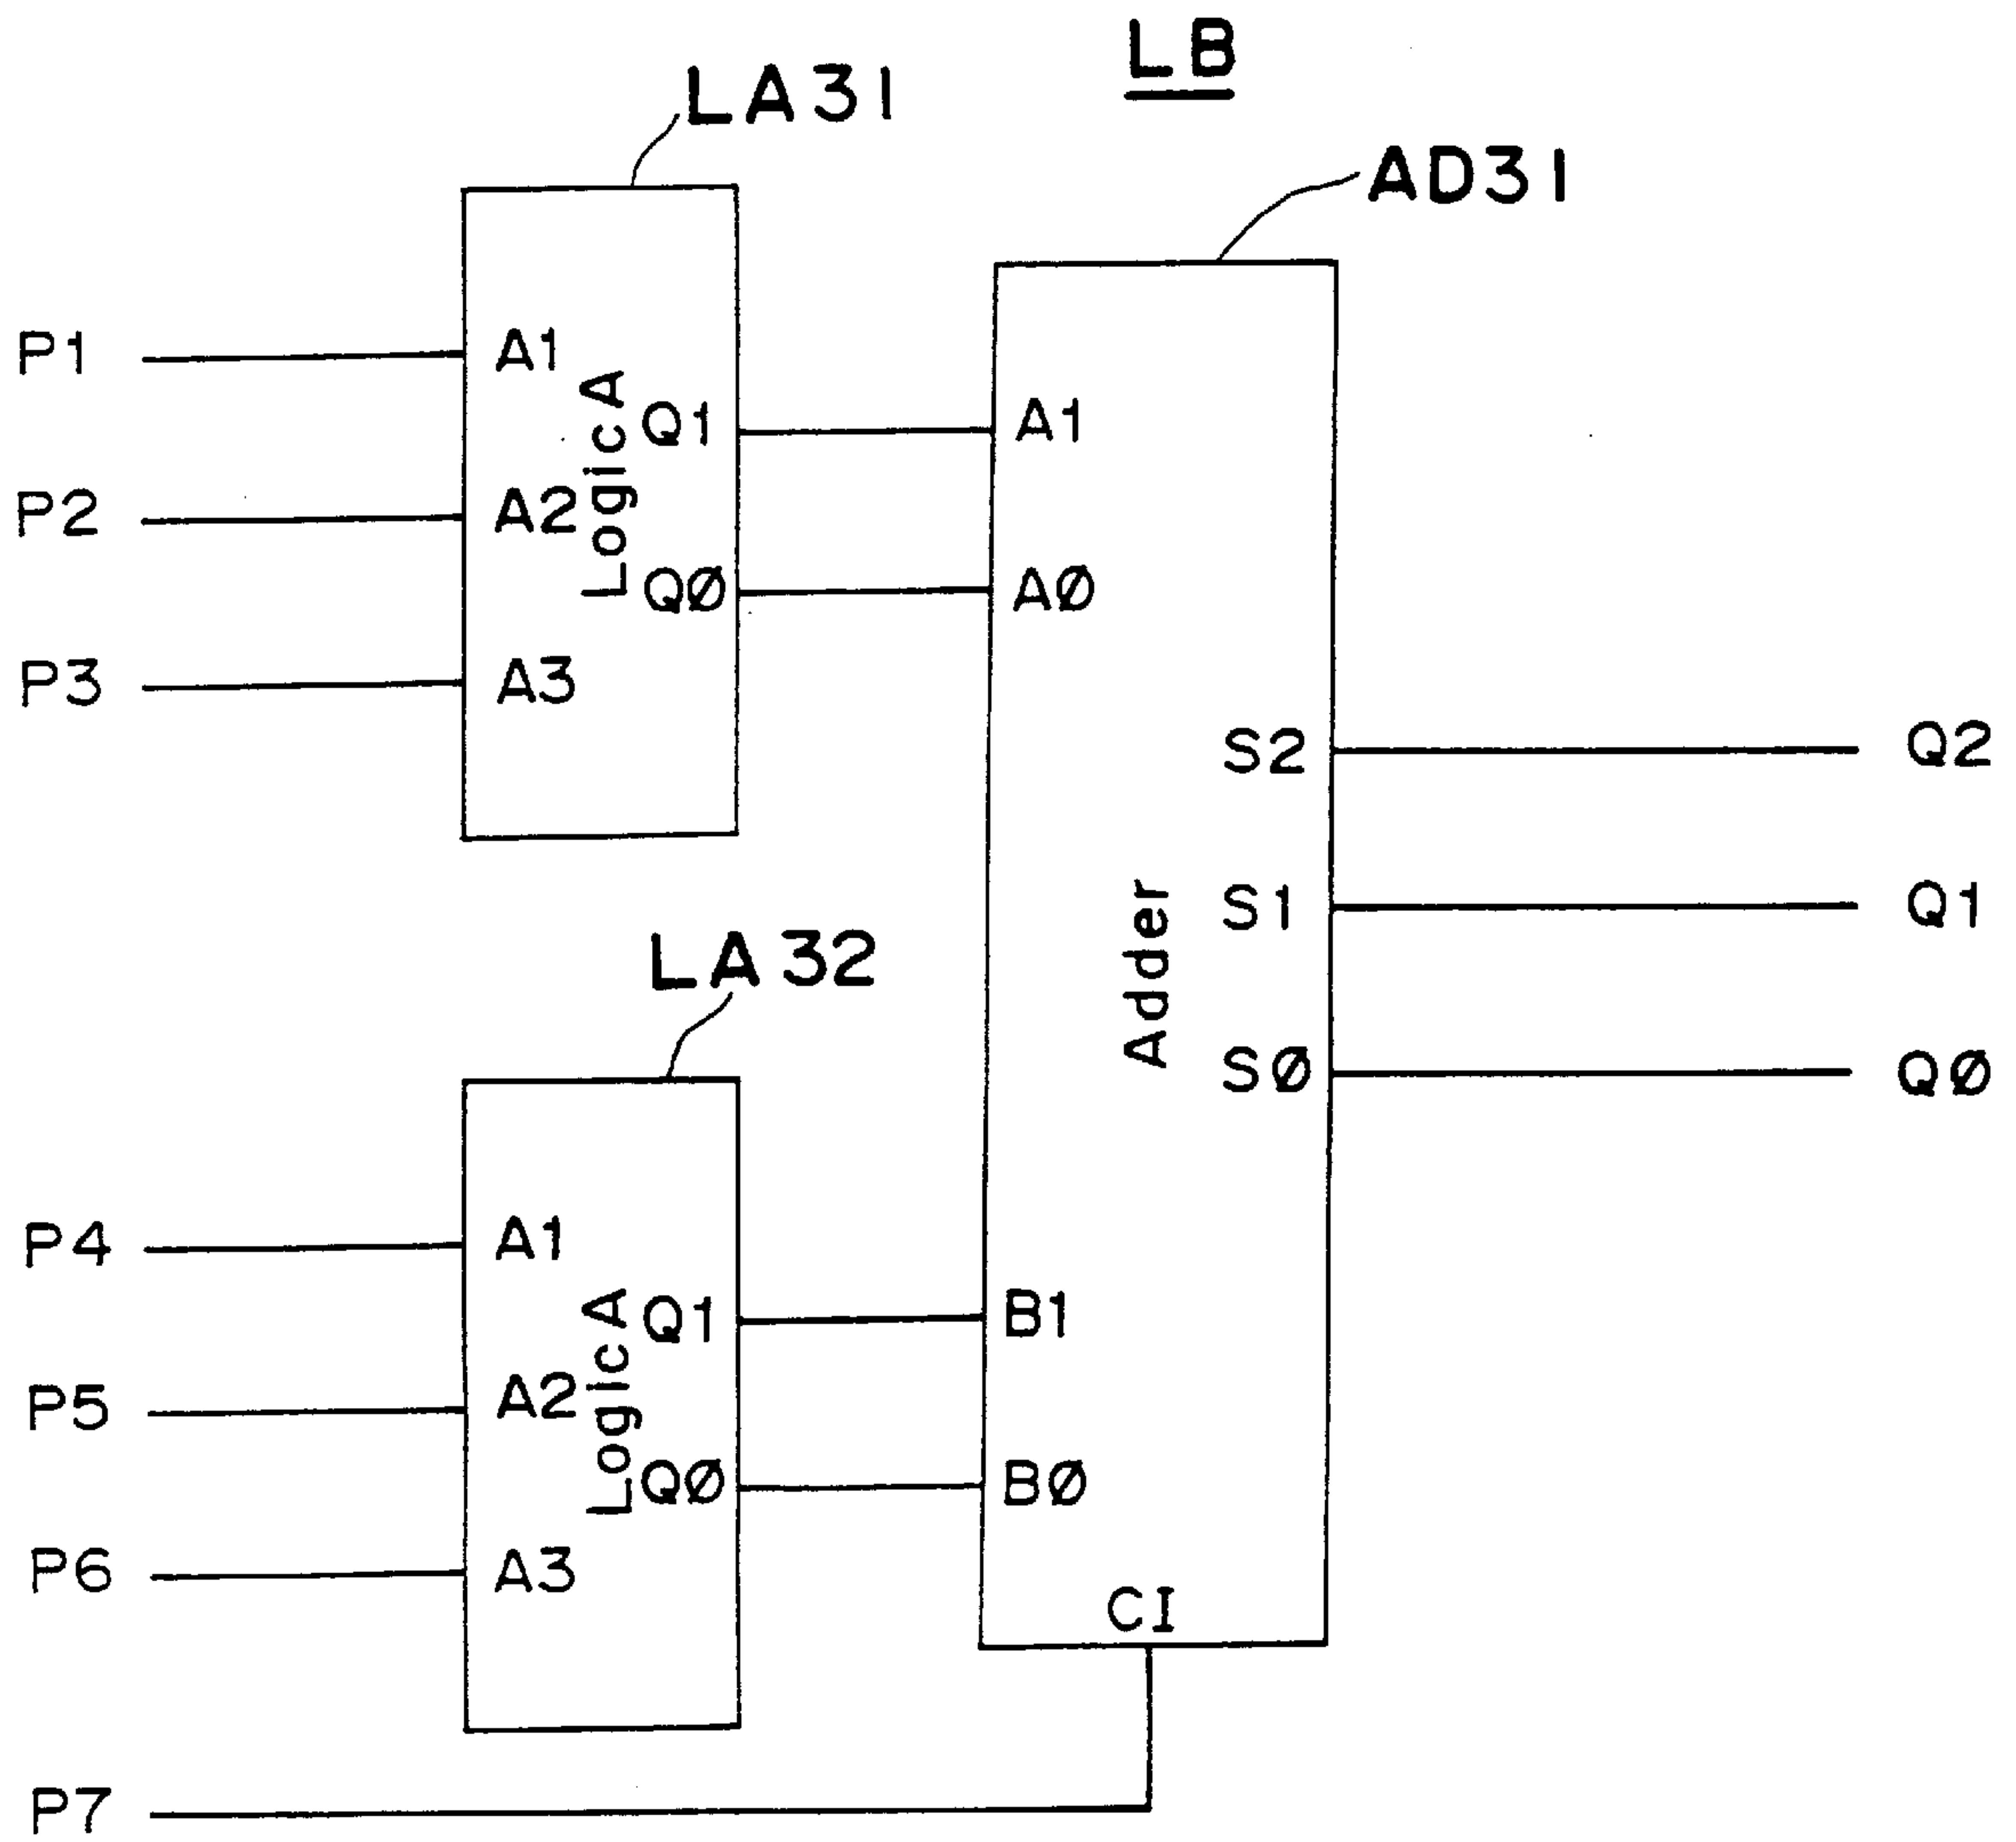 LB
LA31
AD31
P1
P2
P3
A1
A2
A3
LogicA
Q1
QØ
A1
AØ
S2
S1
SØ
Adder
Q2
Q1
QØ
LA32
P4
P5
P6
A1
A2
A3
LogicA
Q1
QØ
B1
BØ
CI
P7